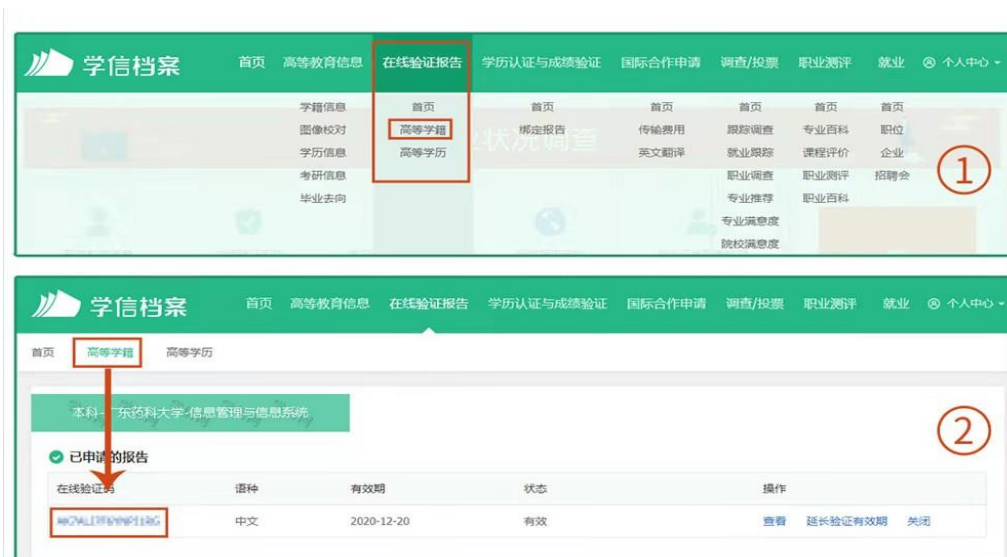 学信档案 首页 高等教育信息 在线验证报告 学历认证与成绩验证 国际合作申请 调查/投票 职业测评 就业 个人中心
学籍信息 首页 首页 首页 首页 首页 首页
图像校对 高等学籍 绑定报告 传输费用 跟踪调查 专业百科 职位
学历信息 高等学历 英文翻译 就业跟踪 课程评价 企业
考研信息 职业调查 职业测评 招聘会
毕业去向 专业推荐 职业百科
专业满意度
院校满意度
业状况调查
①
学信档案 首页 高等教育信息 在线验证报告 学历认证与成绩验证 国际合作申请 调查/投票 职业测评 就业 个人中心
首页 高等学籍 高等学历
本科-广东药科大学-信息管理与信息系统
②
已申请的报告
在线验证码 语种 有效期 状态 操作
中文 2020-12-20 有效 查看 延长验证有效期 关闭